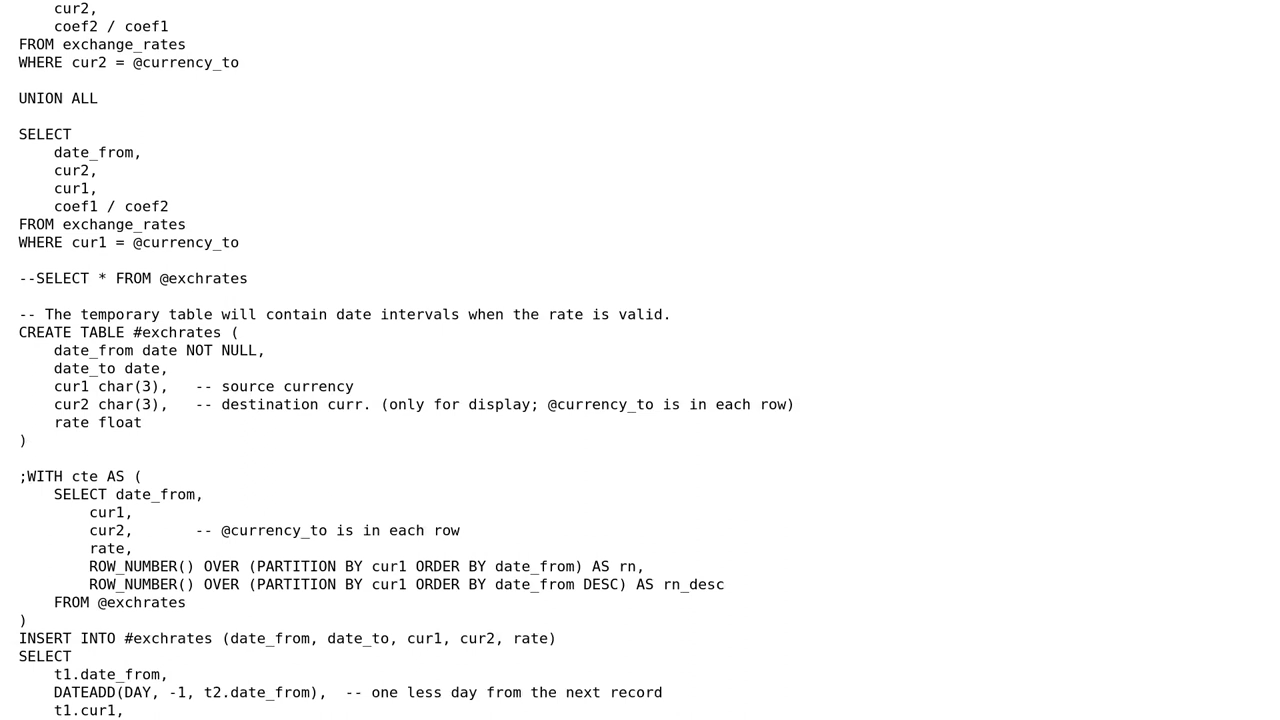 cur2,
coef2 / coef1
FROM exchange_rates
WHERE cur2 = @currency_to
UNION ALL
SELECT
date_from,
cur2,
cur1,
coef1 / coef2
FROM exchange_rates
WHERE cur1 = @currency_to
--SELECT * FROM @exchrates
-- The temporary table will contain date intervals when the rate is valid.
CREATE TABLE #exchrates (
date_from date NOT NULL,
date_to date,
cur1 char(3),   -- source currency
cur2 char(3),   -- destination curr. (only for display; @currency_to is in each row)
rate float
)
;WITH cte AS (
SELECT date_from,
cur1,
cur2,       -- @currency_to is in each row
rate,
ROW_NUMBER() OVER (PARTITION BY cur1 ORDER BY date_from) AS rn,
ROW_NUMBER() OVER (PARTITION BY cur1 ORDER BY date_from DESC) AS rn_desc
FROM @exchrates
)
INSERT INTO #exchrates (date_from, date_to, cur1, cur2, rate)
SELECT
t1.date_from,
DATEADD(DAY, -1, t2.date_from),  -- one less day from the next record
t1.cur1,